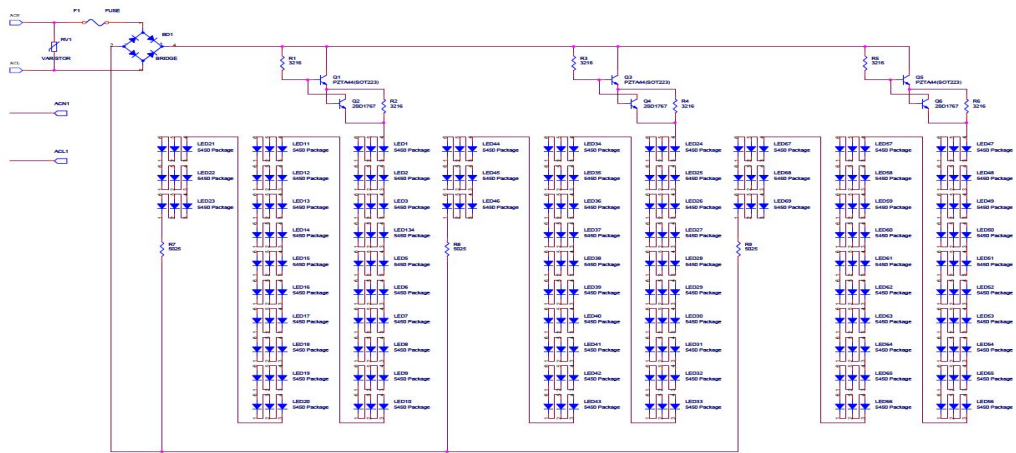 F1 FUSE
RV1
VARISTOR
BD1
BRIDGE
ACN1
ACL1
R1
3216
Q1
PZTA44(SOT223)
Q2
2SD1767
R2
3216
R3
3216
Q3
PZTA44(SOT223)
Q4
2SD1767
R4
3216
R5
3216
Q5
PZTA44(SOT223)
Q6
2SD1767
R6
3216
LED21
5450 Package
LED22
5450 Package
LED23
5450 Package
R7
5025
LED11
5450 Package
LED12
5450 Package
LED13
5450 Package
LED14
5450 Package
LED15
5450 Package
LED16
5450 Package
LED17
5450 Package
LED18
5450 Package
LED19
5450 Package
LED20
5450 Package
LED1
5450 Package
LED2
5450 Package
LED3
5450 Package
LED134
5450 Package
LED5
5450 Package
LED6
5450 Package
LED7
5450 Package
LED8
5450 Package
LED9
5450 Package
LED10
5450 Package
LED44
5450 Package
LED45
5450 Package
LED46
5450 Package
R8
5025
LED34
5450 Package
LED35
5450 Package
LED36
5450 Package
LED37
5450 Package
LED38
5450 Package
LED39
5450 Package
LED40
5450 Package
LED41
5450 Package
LED42
5450 Package
LED43
5450 Package
LED24
5450 Package
LED25
5450 Package
LED26
5450 Package
LED27
5450 Package
LED28
5450 Package
LED29
5450 Package
LED30
5450 Package
LED31
5450 Package
LED32
5450 Package
LED33
5450 Package
LED67
5450 Package
LED68
5450 Package
LED69
5450 Package
R9
5025
LED57
5450 Package
LED58
5450 Package
LED59
5450 Package
LED60
5450 Package
LED61
5450 Package
LED62
5450 Package
LED63
5450 Package
LED64
5450 Package
LED65
5450 Package
LED66
5450 Package
LED47
5450 Package
LED48
5450 Package
LED49
5450 Package
LED50
5450 Package
LED51
5450 Package
LED52
5450 Package
LED53
5450 Package
LED54
5450 Package
LED55
5450 Package
LED56
5450 Package